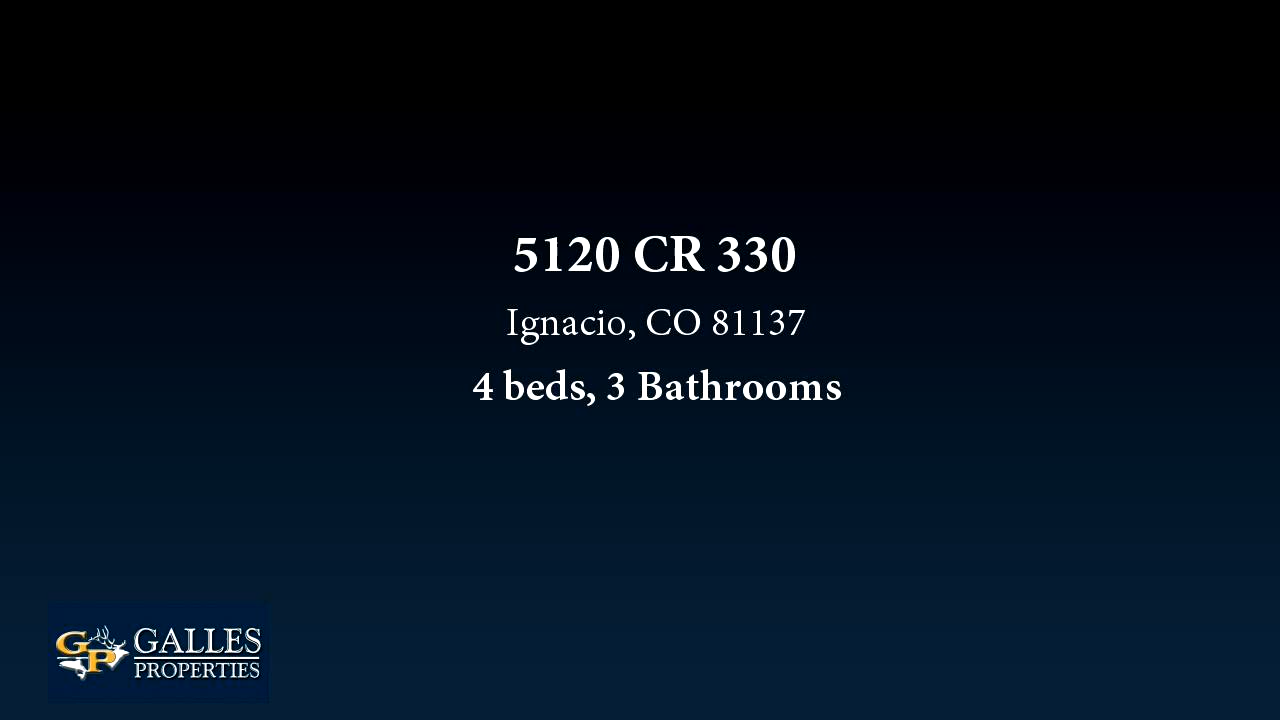 5120 CR 330
Ignacio, CO 81137
4 beds, 3 Bathrooms
GP GALLES
PROPERTIES